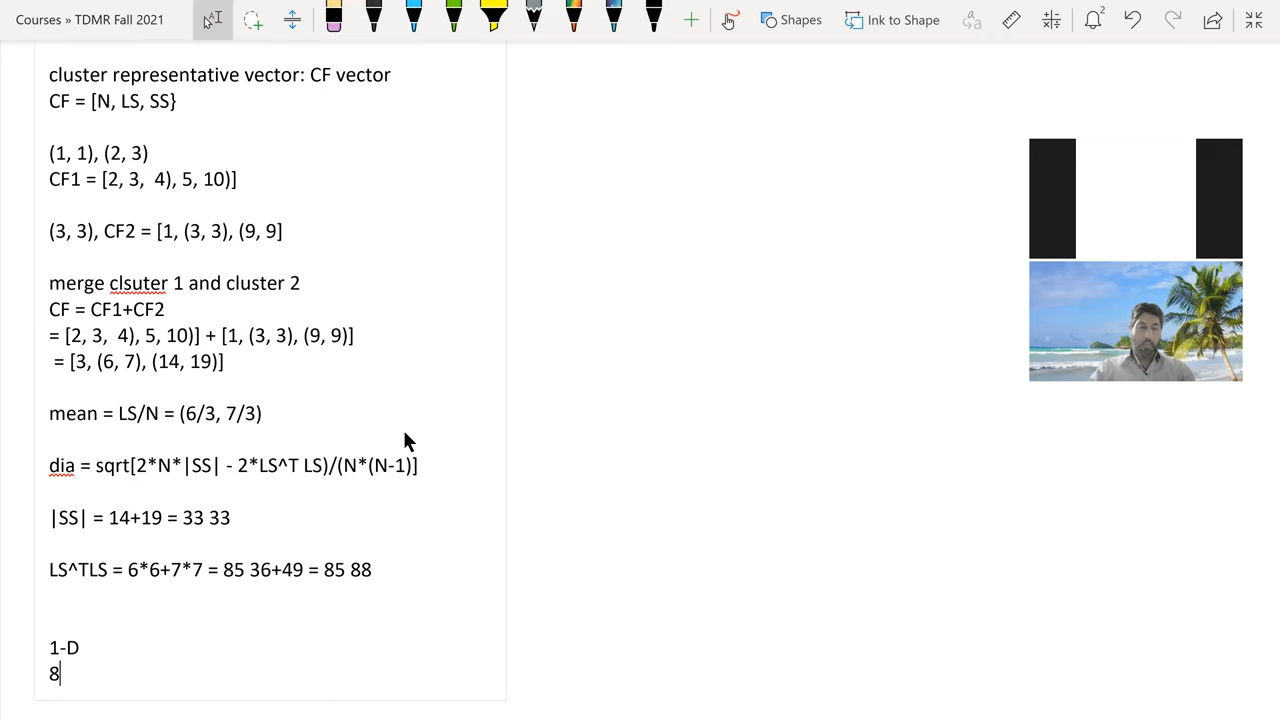 Courses » TDMR Fall 2021
Shapes
Ink to Shape
2
cluster representative vector: CF vector
CF = [N, LS, SS}
(1, 1), (2, 3)
CF1 = [2, 3,  4), 5, 10)]
(3, 3), CF2 = [1, (3, 3), (9, 9]
merge clsuter 1 and cluster 2
CF = CF1+CF2
= [2, 3,  4), 5, 10)] + [1, (3, 3), (9, 9)]
= [3, (6, 7), (14, 19)]
mean = LS/N = (6/3, 7/3)
dia = sqrt[2*N*|SS| - 2*LS^T LS)/(N*(N-1)]
|SS| = 14+19 = 33 33
LS^TLS = 6*6+7*7 = 85 36+49 = 85 88
1-D
8